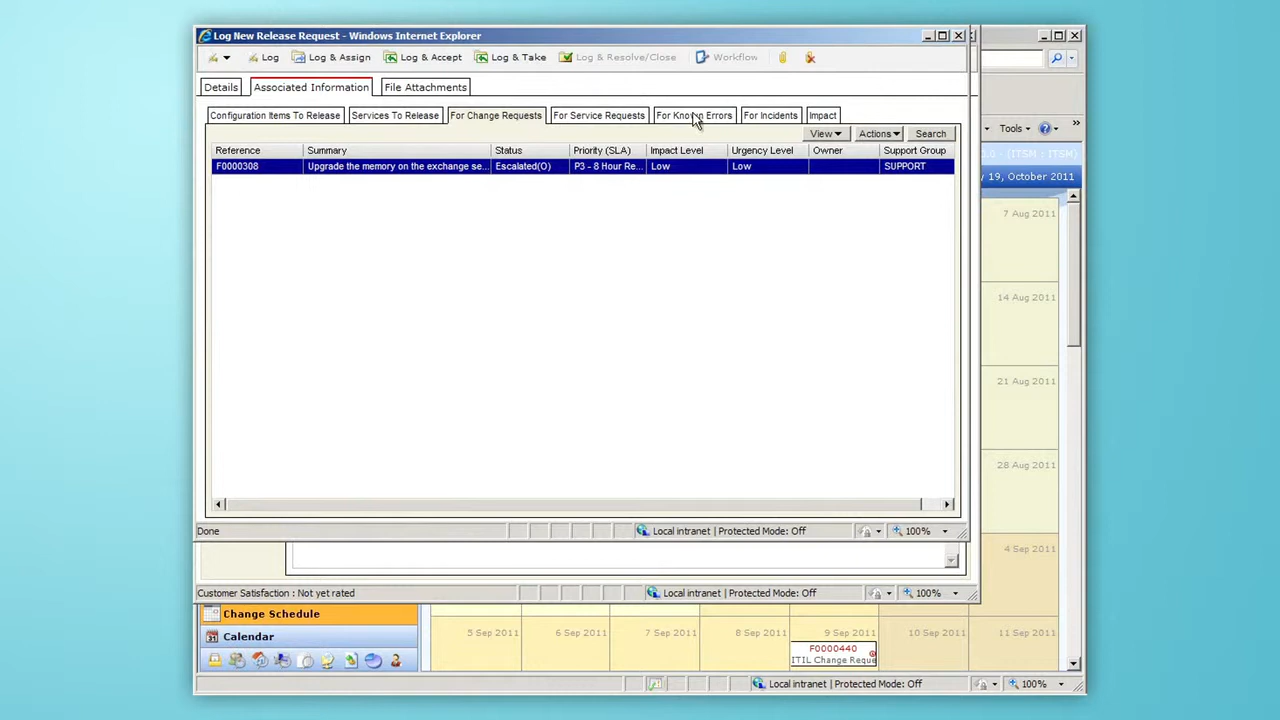 Log New Release Request - Windows Internet Explorer
Log Log & Assign Log & Accept Log & Take Log & Resolve/Close Workflow
Details Associated Information File Attachments
Configuration Items To Release Services To Release For Change Requests For Service Requests For Known Errors For Incidents Impact
View Actions Search
Reference Summary Status Priority (SLA) Impact Level Urgency Level Owner Support Group
F0000308 Upgrade the memory on the exchange se... Escalated(O) P3 - 8 Hour Re... Low Low SUPPORT
Done Local intranet | Protected Mode: Off 100%
Customer Satisfaction : Not yet rated Local intranet | Protected Mode: Off 100%
Tools
(ITSM : ITSM)
19, October 2011
7 Aug 2011
14 Aug 2011
21 Aug 2011
28 Aug 2011
4 Sep 2011
Change Schedule
Calendar
5 Sep 2011 6 Sep 2011 7 Sep 2011 8 Sep 2011 9 Sep 2011 10 Sep 2011 11 Sep 2011
F0000440
ITIL Change Reque
Local intranet | Protected Mode: Off 100%